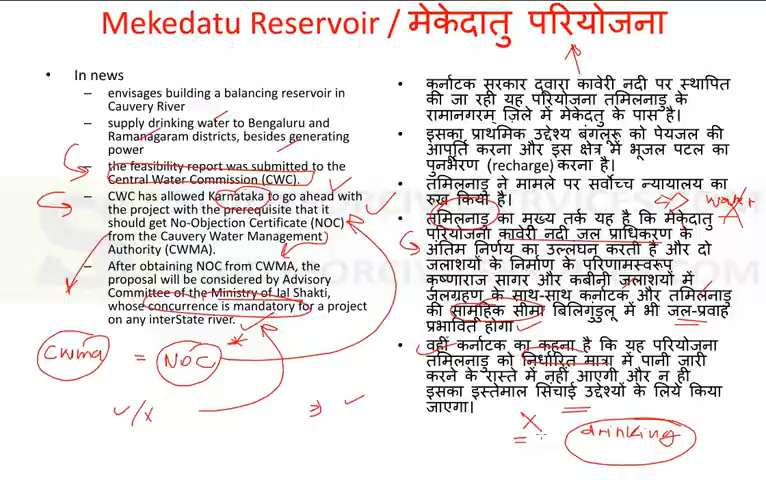 Mekedatu Reservoir / मेकेदातु परियोजना
• In news
– envisages building a balancing reservoir in
Cauvery River
– supply drinking water to Bengaluru and
Ramanagaram districts, besides generating
power
– the feasibility report was submitted to the
Central Water Commission (CWC).
– CWC has allowed Karnataka to go ahead with
the project with the prerequisite that it
should get No-Objection Certificate (NOC)
from the Cauvery Water Management
Authority (CWMA).
– After obtaining NOC from CWMA, the
proposal will be considered by Advisory
Committee of the Ministry of Jal Shakti,
whose concurrence is mandatory for a project
on any interState river.
CWMA = NOC
✓/x
• कर्नाटक सरकार द्वारा कावेरी नदी पर स्थापित
की जा रही यह परियोजना तमिलनाडु के
रामानगरम ज़िले में मेकेदातु के पास है।
• इसका प्राथमिक उद्देश्य बंगलूरू को पेयजल की
आपूर्ति करना और इस क्षेत्र में भूजल पटल का
पुनर्भरण (recharge) करना है।
• तमिलनाडु ने मामले पर सर्वोच्च न्यायालय का
रुख किया है।
water
• तमिलनाडु का मुख्य तर्क यह है कि मेकेदातु
परियोजना कावेरी नदी जल प्राधिकरण के
अंतिम निर्णय का उल्लंघन करती है और दो
जलाशयों के निर्माण के परिणामस्वरूप
कृष्णाराज सागर और कबीनी जलाशयों में
जलग्रहण के साथ-साथ कर्नाटक और तमिलनाडु
की सामूहिक सीमा बिलिगुंडूलू में भी जल-प्रवाह
प्रभावित होगा
• वहीं कर्नाटक का कहना है कि यह परियोजना
तमिलनाडु को निर्धारित मात्रा में पानी जारी
करने के रास्ते में नहीं आएगी और न ही
इसका इस्तेमाल सिंचाई उद्देश्यों के लिये किया
जाएगा।
drinking